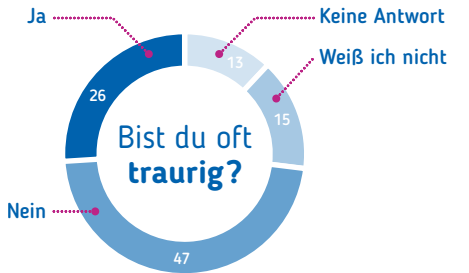 Ja
Keine Antwort
13
Weiß ich nicht
26
15
Bist du oft
traurig?
Nein
47